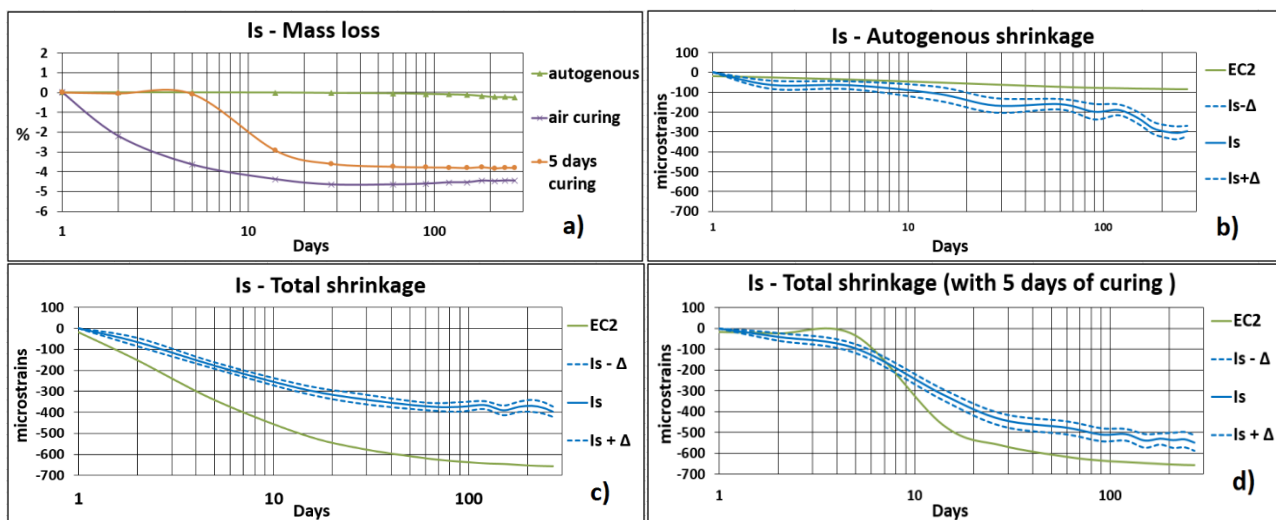 Is - Mass loss
2
1
0
-1
-2
-3
-4
-5
-6
%
1
10
100
Days
autogenous
air curing
5 days
curing
a)
Is - Autogenous shrinkage
100
0
-100
-200
-300
-400
-500
-600
-700
microstrains
1
10
100
Days
EC2
Is-Δ
Is
Is+Δ
b)
Is - Total shrinkage
100
0
-100
-200
-300
-400
-500
-600
-700
microstrains
1
10
100
Days
EC2
Is - Δ
Is
Is + Δ
c)
Is - Total shrinkage (with 5 days of curing )
100
0
-100
-200
-300
-400
-500
-600
-700
microstrains
1
10
100
Days
EC2
Is - Δ
Is
Is + Δ
d)